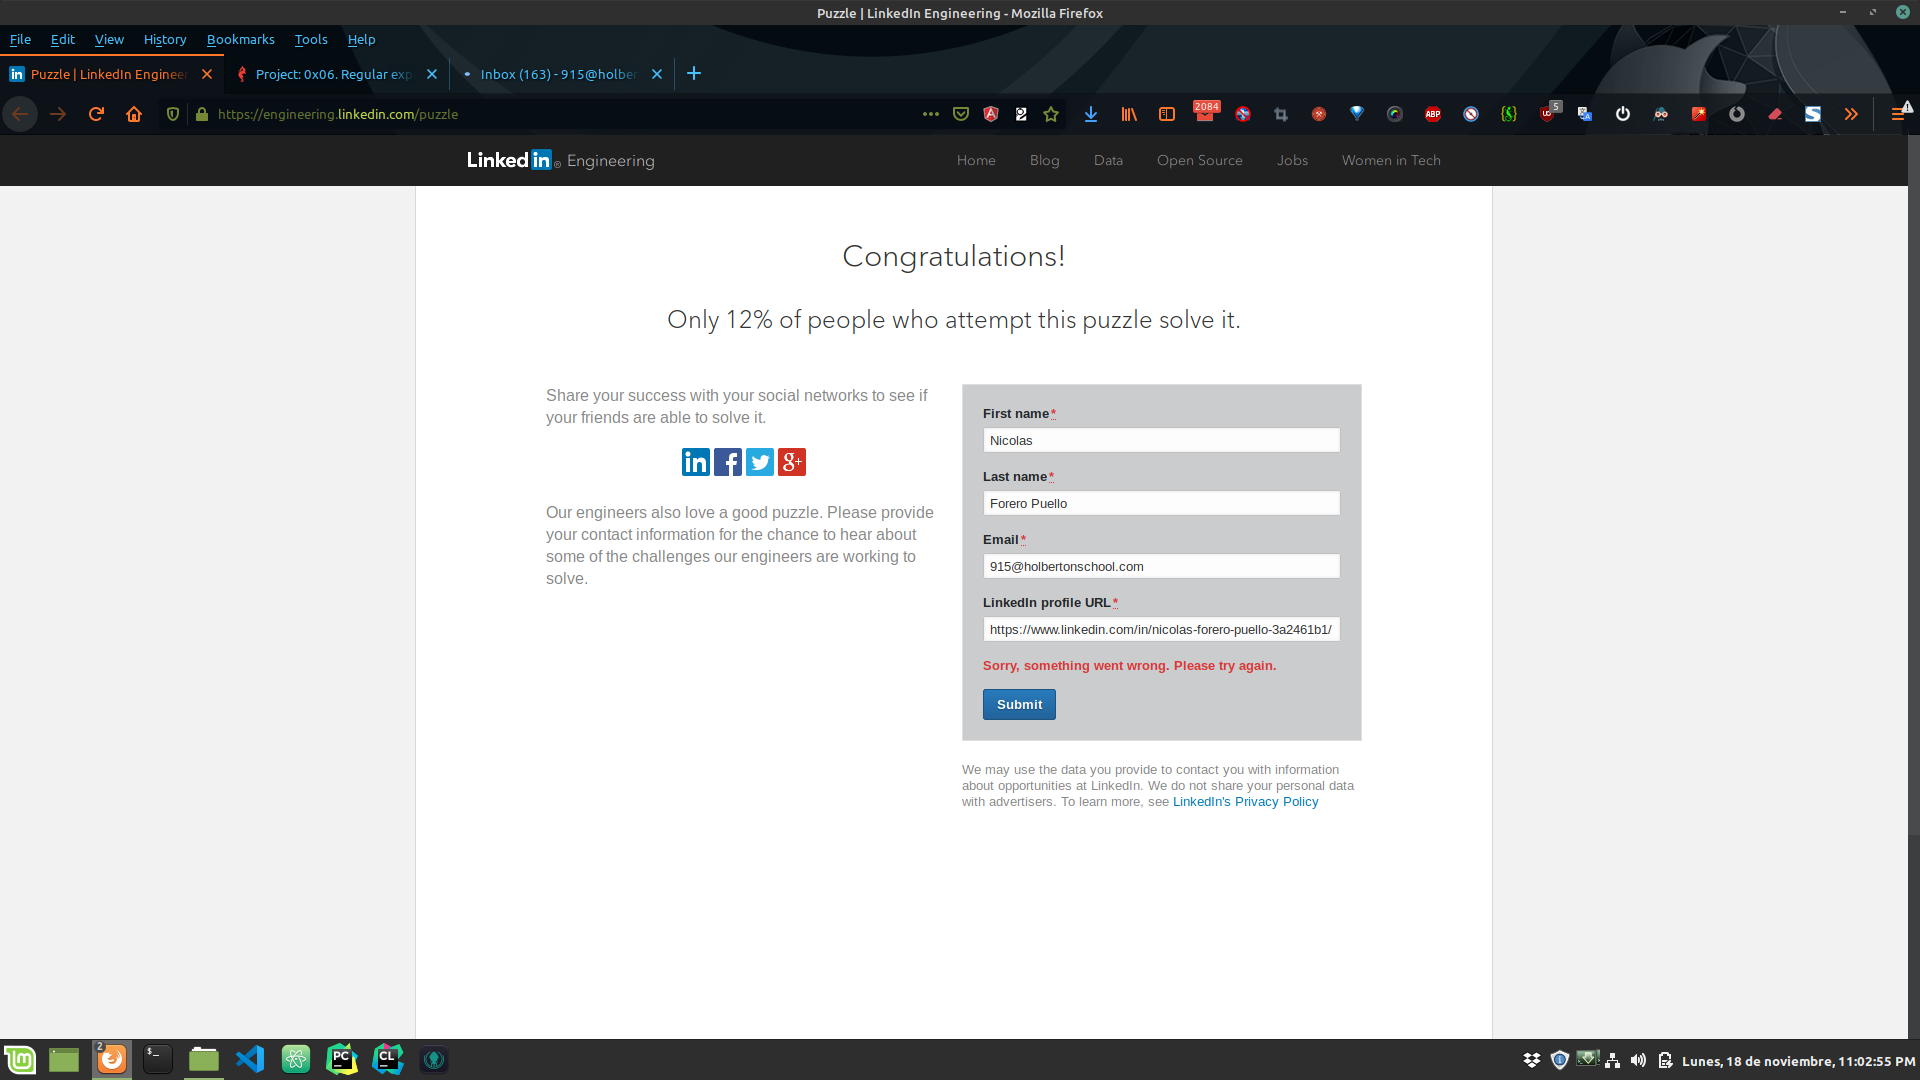 Puzzle | LinkedIn Engineering - Mozilla Firefox
File Edit View History Bookmarks Tools Help
Puzzle | LinkedIn Engineer
Project: 0x06. Regular exp
Inbox (163) - 915@holber
https://engineering.linkedin.com/puzzle
2084
ABP
5
Linked in Engineering
Home Blog Data Open Source Jobs Women in Tech
Congratulations!
Only 12% of people who attempt this puzzle solve it.
Share your success with your social networks to see if
your friends are able to solve it.
in f g+
Our engineers also love a good puzzle. Please provide
your contact information for the chance to hear about
some of the challenges our engineers are working to
solve.
First name*
Nicolas
Last name*
Forero Puello
Email*
915@holbertonschool.com
LinkedIn profile URL*
https://www.linkedin.com/in/nicolas-forero-puello-3a2461b1/
Sorry, something went wrong. Please try again.
Submit
We may use the data you provide to contact you with information
about opportunities at LinkedIn. We do not share your personal data
with advertisers. To learn more, see LinkedIn's Privacy Policy
2
PC
CL
Lunes, 18 de noviembre, 11:02:55 PM